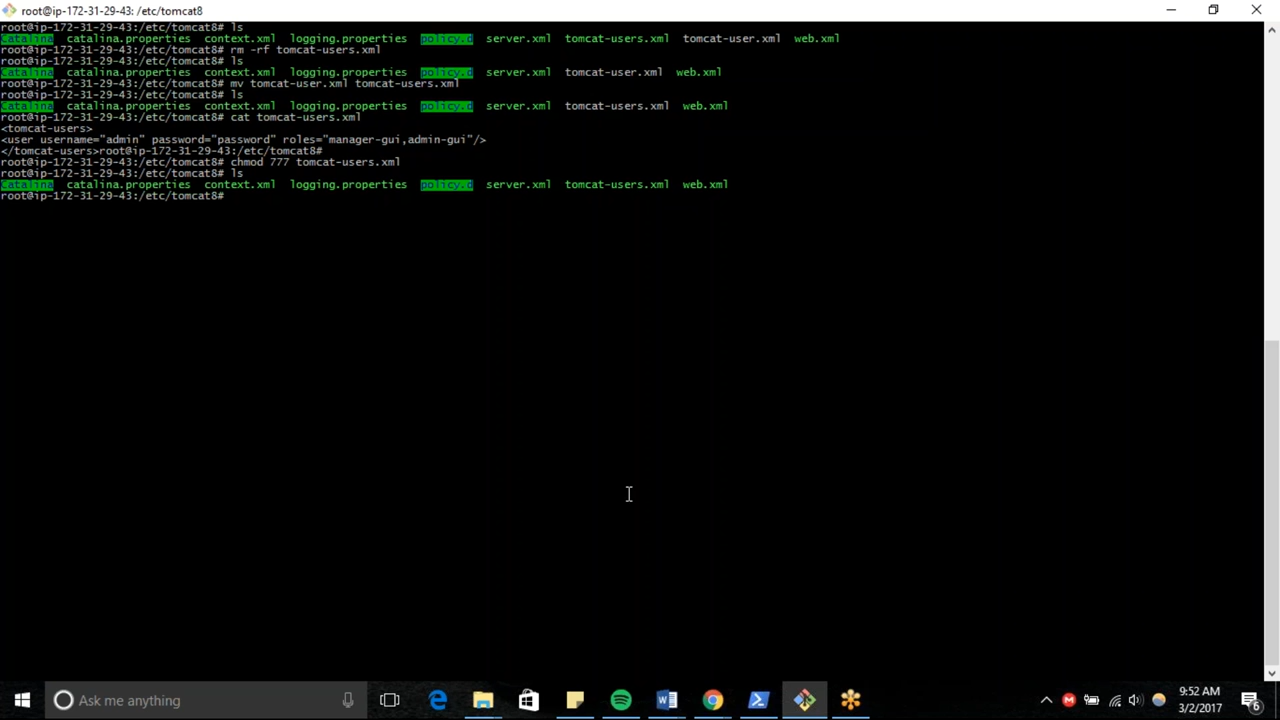 root@ip-172-31-29-43: /etc/tomcat8
root@ip-172-31-29-43:/etc/tomcat8# ls
Catalina catalina.properties context.xml logging.properties policy.d server.xml tomcat-users.xml tomcat-user.xml web.xml
root@ip-172-31-29-43:/etc/tomcat8# rm -rf tomcat-users.xml
root@ip-172-31-29-43:/etc/tomcat8# ls
Catalina catalina.properties context.xml logging.properties policy.d server.xml tomcat-user.xml web.xml
root@ip-172-31-29-43:/etc/tomcat8# mv tomcat-user.xml tomcat-users.xml
root@ip-172-31-29-43:/etc/tomcat8# ls
Catalina catalina.properties context.xml logging.properties policy.d server.xml tomcat-users.xml web.xml
root@ip-172-31-29-43:/etc/tomcat8# cat tomcat-users.xml
<tomcat-users>
<user username="admin" password="password" roles="manager-gui,admin-gui"/>
</tomcat-users>root@ip-172-31-29-43:/etc/tomcat8#
root@ip-172-31-29-43:/etc/tomcat8# chmod 777 tomcat-users.xml
root@ip-172-31-29-43:/etc/tomcat8# ls
Catalina catalina.properties context.xml logging.properties policy.d server.xml tomcat-users.xml web.xml
root@ip-172-31-29-43:/etc/tomcat8#
Ask me anything
9:52 AM
3/2/2017
6